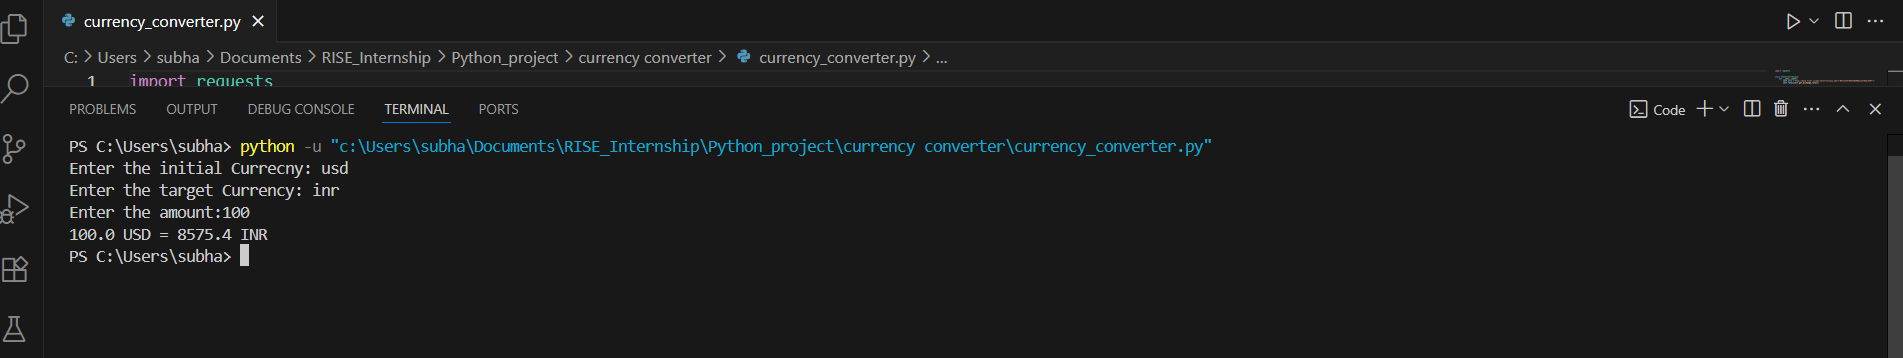 currency_converter.py
C: > Users > subha > Documents > RISE_Internship > Python_project > currency converter > currency_converter.py > ...
1 import requests
PROBLEMS OUTPUT DEBUG CONSOLE TERMINAL PORTS Code
PS C:\Users\subha> python -u "c:\Users\subha\Documents\RISE_Internship\Python_project\currency converter\currency_converter.py"
Enter the initial Currecny: usd
Enter the target Currency: inr
Enter the amount:100
100.0 USD = 8575.4 INR
PS C:\Users\subha>